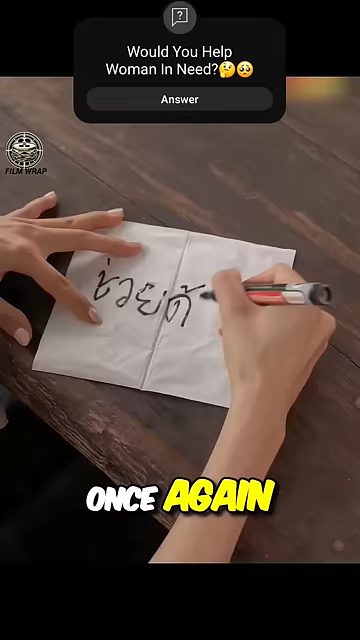 Would You Help
Woman In Need?🤔🥺
Answer
FILM WRAP
ช่วยด้
ONCE AGAIN